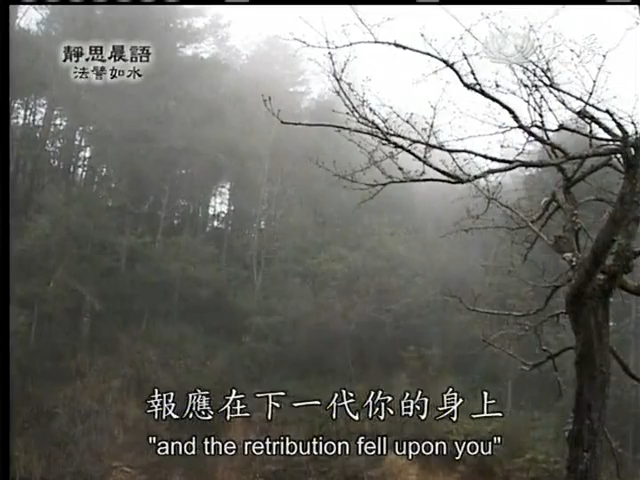 靜思晨語
法譬如水
報應在下一代你的身上
"and the retribution fell upon you"